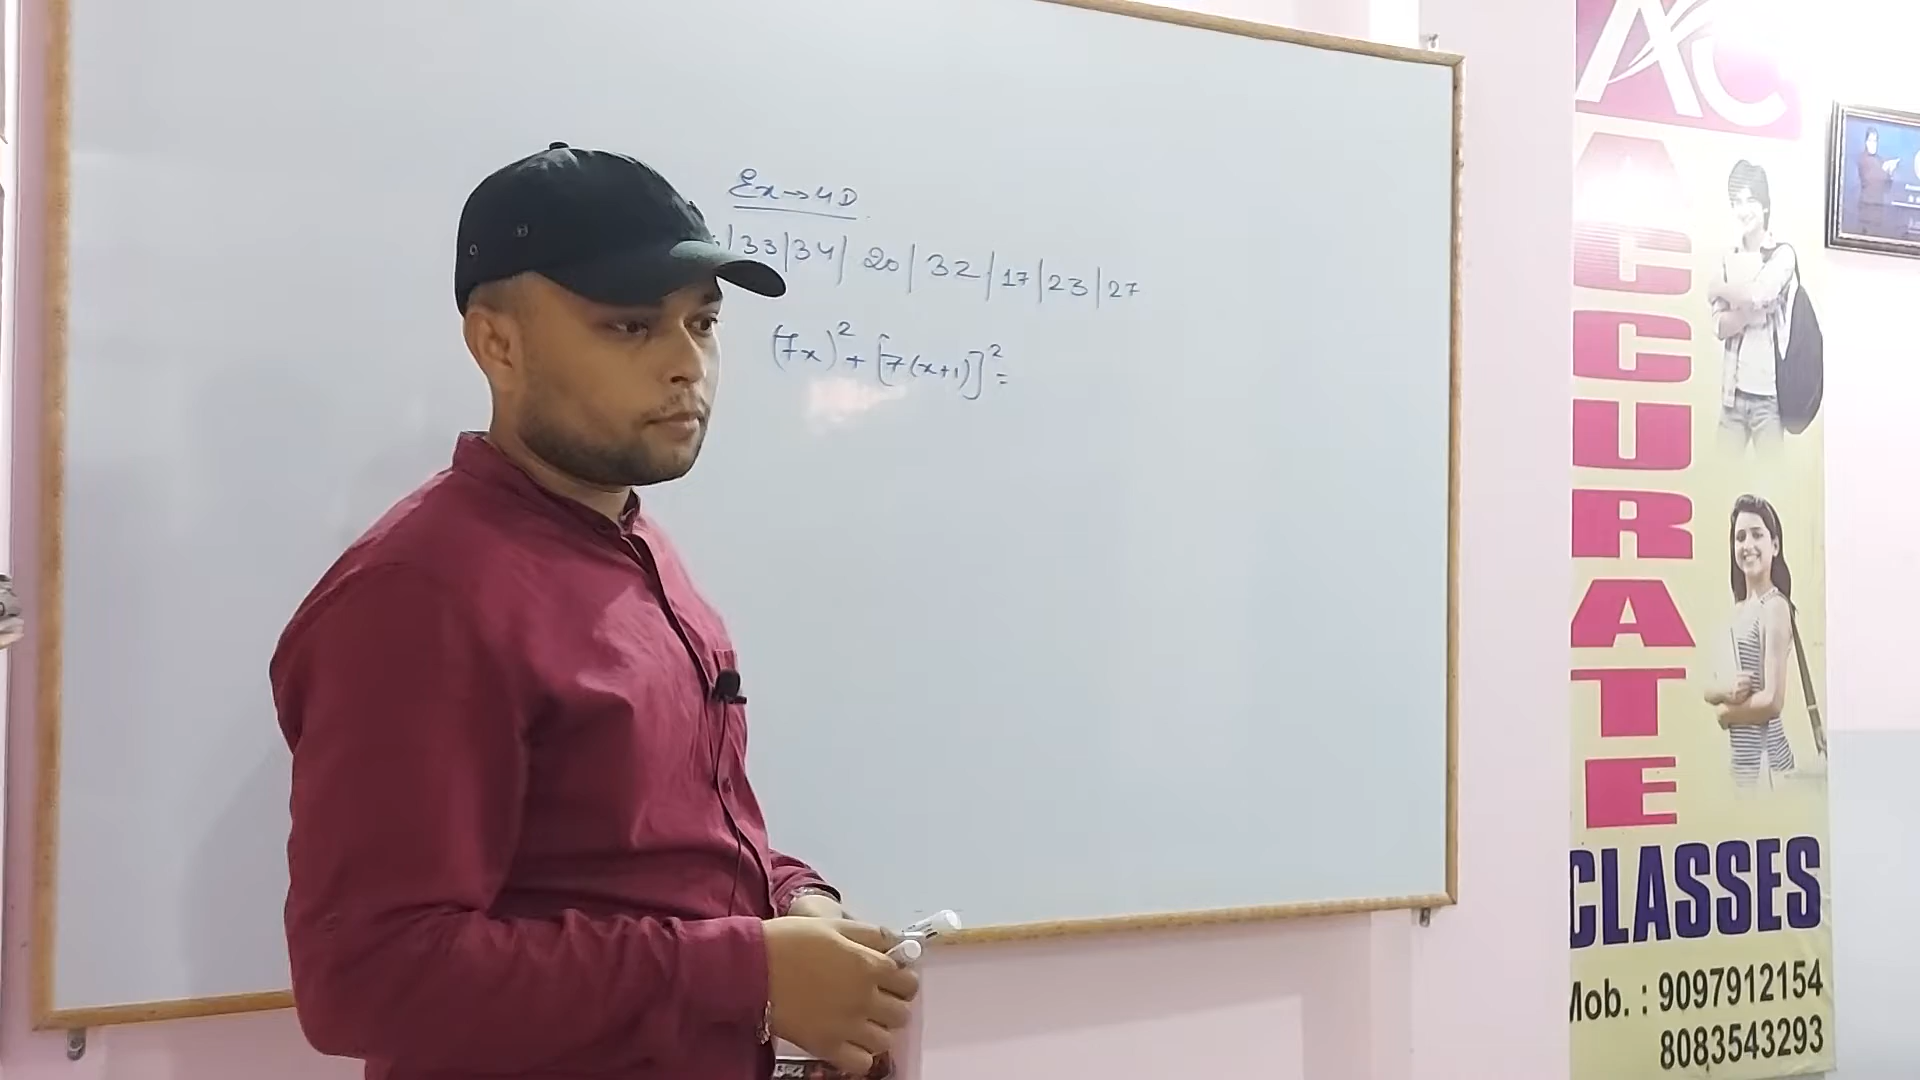 Ex→4D
|33|34| 20|32|17|23|27
(7x)² + [7(x+1)]² =
AC
ACCURATE
CLASSES
Mob. : 9097912154
8083543293